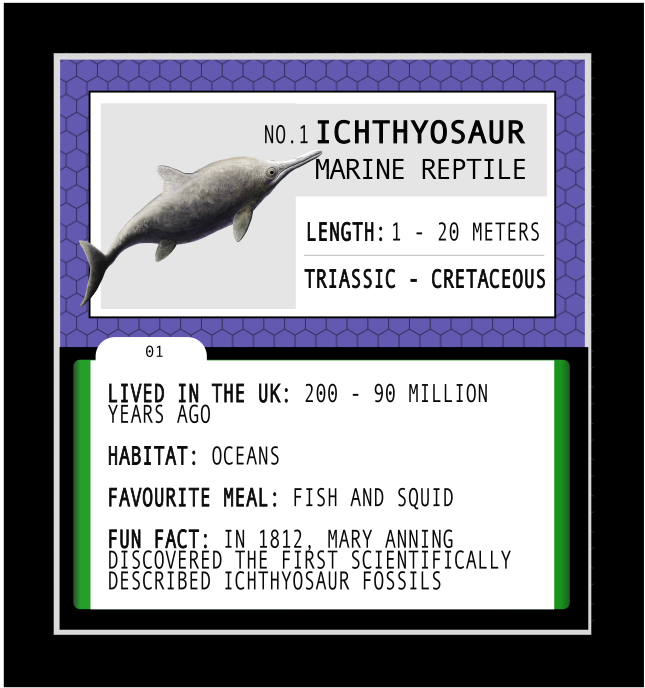 NO.1 ICHTHYOSAUR
MARINE REPTILE
LENGTH: 1 - 20 METERS
TRIASSIC - CRETACEOUS
01
LIVED IN THE UK: 200 - 90 MILLION
YEARS AGO
HABITAT: OCEANS
FAVOURITE MEAL: FISH AND SQUID
FUN FACT: IN 1812, MARY ANNING
DISCOVERED THE FIRST SCIENTIFICALLY
DESCRIBED ICHTHYOSAUR FOSSILS